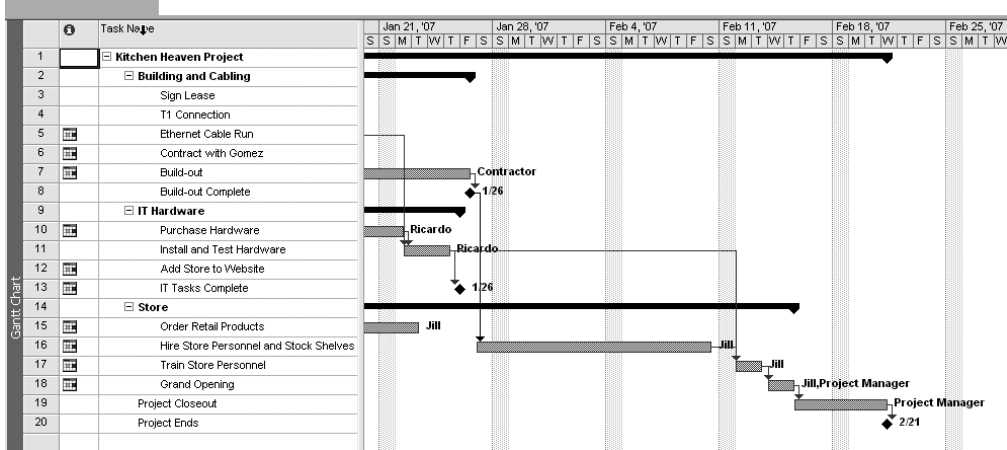 Task Name
Jan 21, '07 Jan 28, '07 Feb 4, '07 Feb 11, '07 Feb 18, '07 Feb 25, '07
S S M T W T F S S M T W T F S S M T W T F S S M T W T F S S M T W T F S S M T W
1 Kitchen Heaven Project
2 Building and Cabling
3 Sign Lease
4 T1 Connection
5 Ethernet Cable Run
6 Contract with Gomez
7 Build-out Contractor
8 Build-out Complete 1/26
9 IT Hardware
10 Purchase Hardware Ricardo
11 Install and Test Hardware Ricardo
12 Add Store to Website
13 IT Tasks Complete 1/26
14 Store
15 Order Retail Products Jill
16 Hire Store Personnel and Stock Shelves Jill
17 Train Store Personnel Jill
18 Grand Opening Jill,Project Manager
19 Project Closeout Project Manager
20 Project Ends 2/21
Gantt Chart